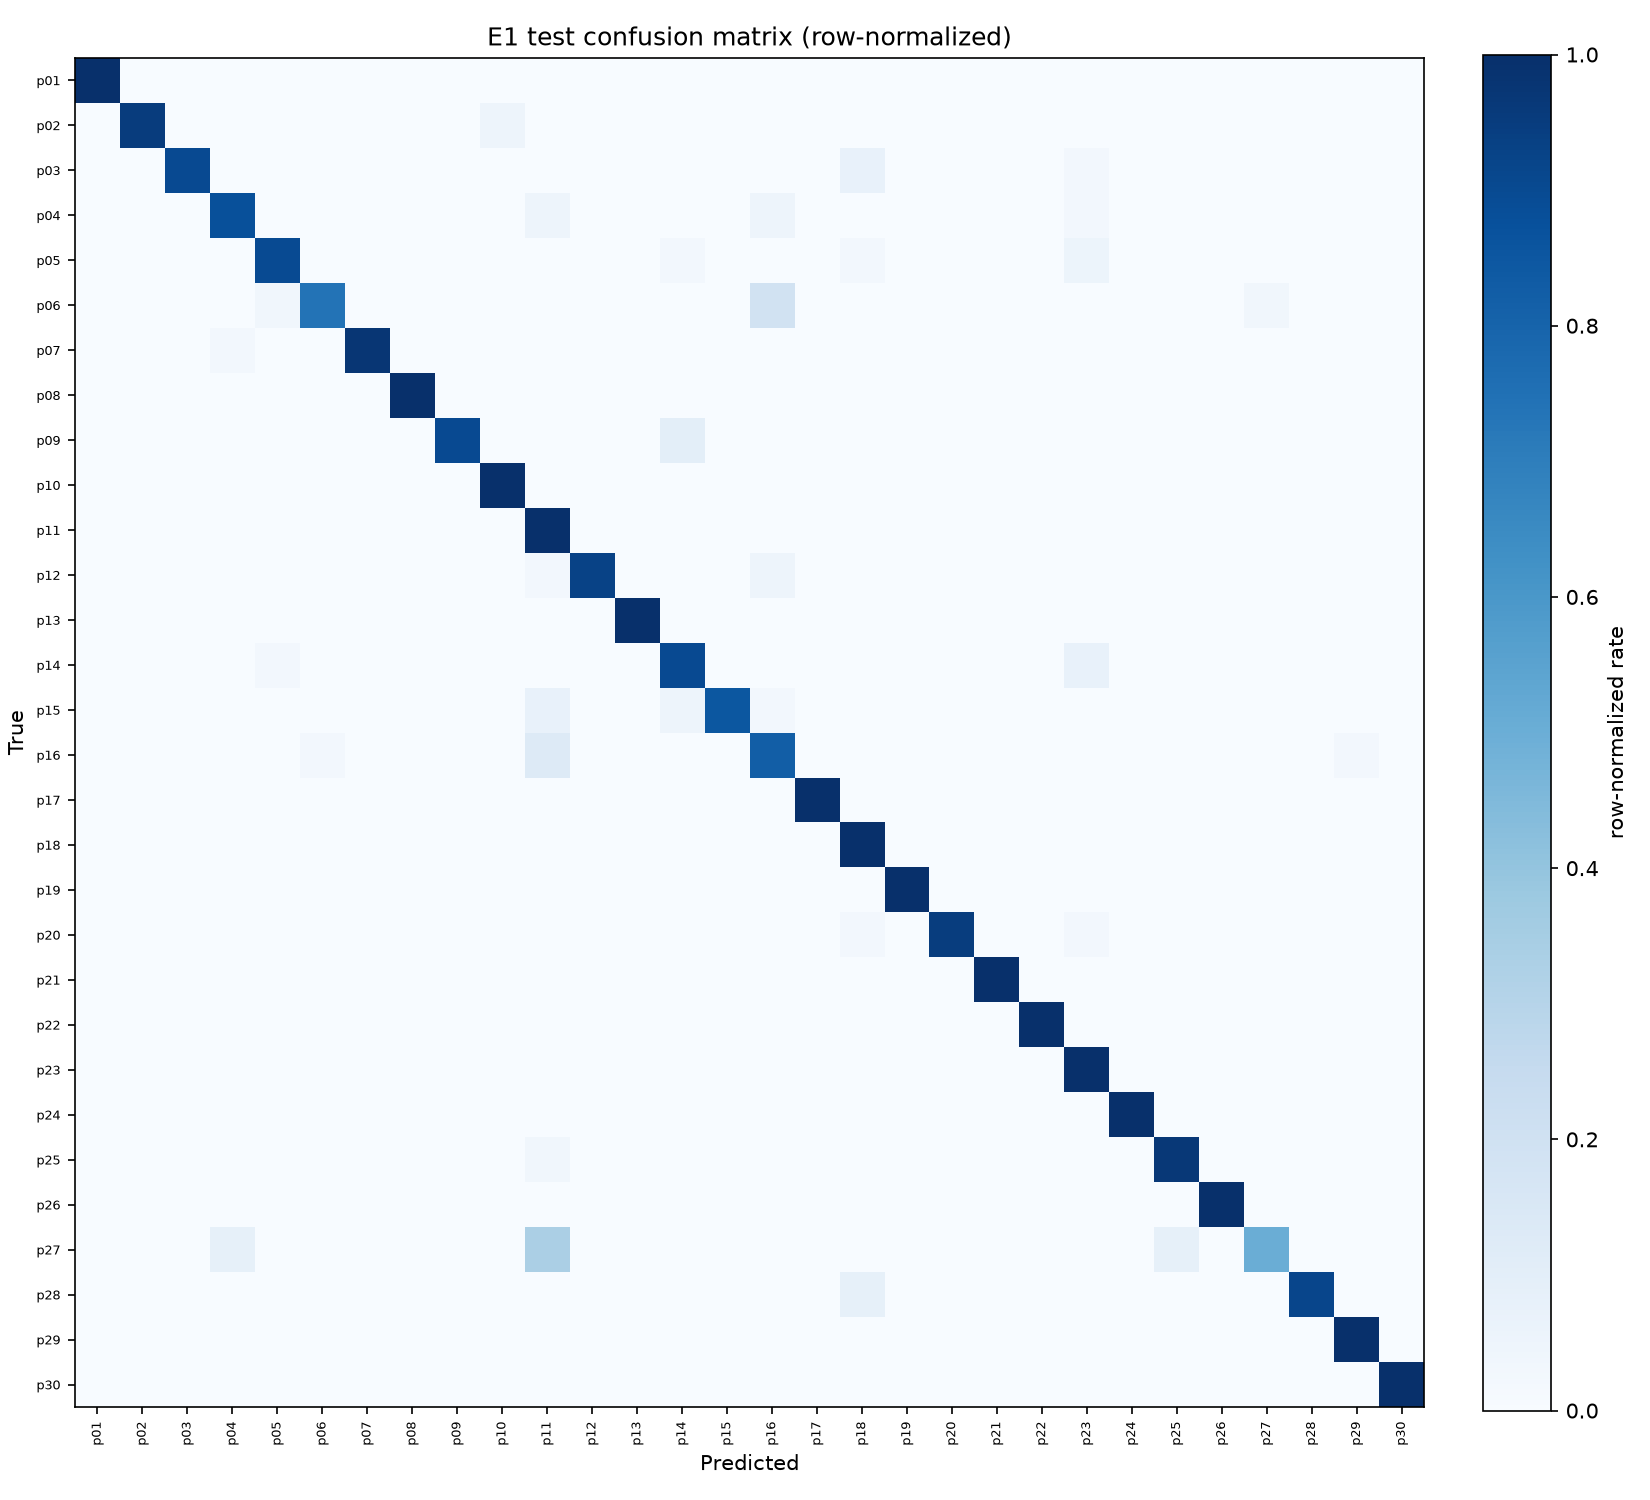 E1 test confusion matrix (row-normalized)
p01
p02
p03
p04
p05
p06
p07
p08
p09
p10
p11
p12
p13
p14
p15
p16
p17
p18
p19
p20
p21
p22
p23
p24
p25
p26
p27
p28
p29
p30
True
p01 p02 p03 p04 p05 p06 p07 p08 p09 p10 p11 p12 p13 p14 p15 p16 p17 p18 p19 p20 p21 p22 p23 p24 p25 p26 p27 p28 p29 p30
Predicted
1.0
0.8
0.6
0.4
0.2
0.0
row-normalized rate